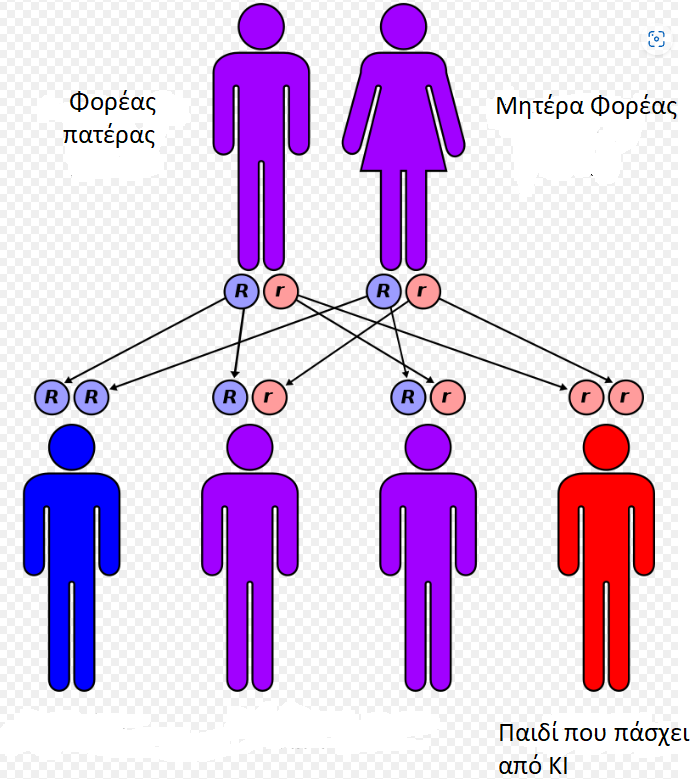 Φορέας
πατέρας
Μητέρα Φορέας
R r R r
R R R r R r r r
Παιδί που πάσχει
από ΚΙ